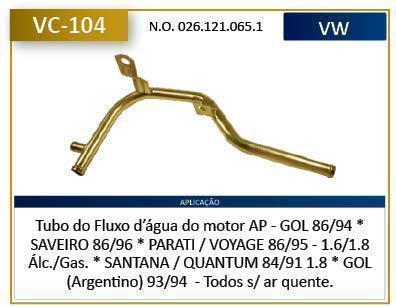 VC-104
N.O. 026.121.065.1
VW
APLICAÇÃO
Tubo do Fluxo d'água do motor AP - GOL 86/94 *
SAVEIRO 86/96 * PARATI / VOYAGE 86/95 - 1.6/1.8
Álc./Gas. * SANTANA / QUANTUM 84/91 1.8 * GOL
(Argentino) 93/94 - Todos s/ ar quente.